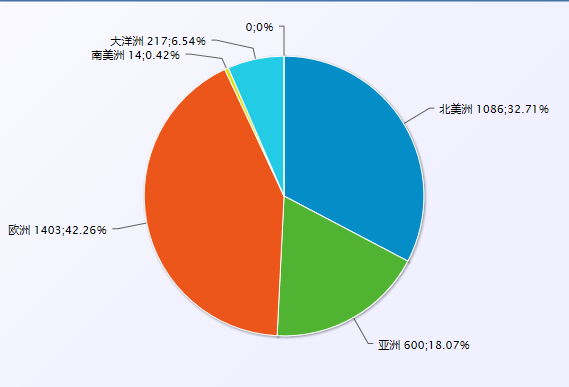 0;0%
大洋洲 217;6.54%
南美洲 14;0.42%
北美洲 1086;32.71%
欧洲 1403;42.26%
亚洲 600;18.07%